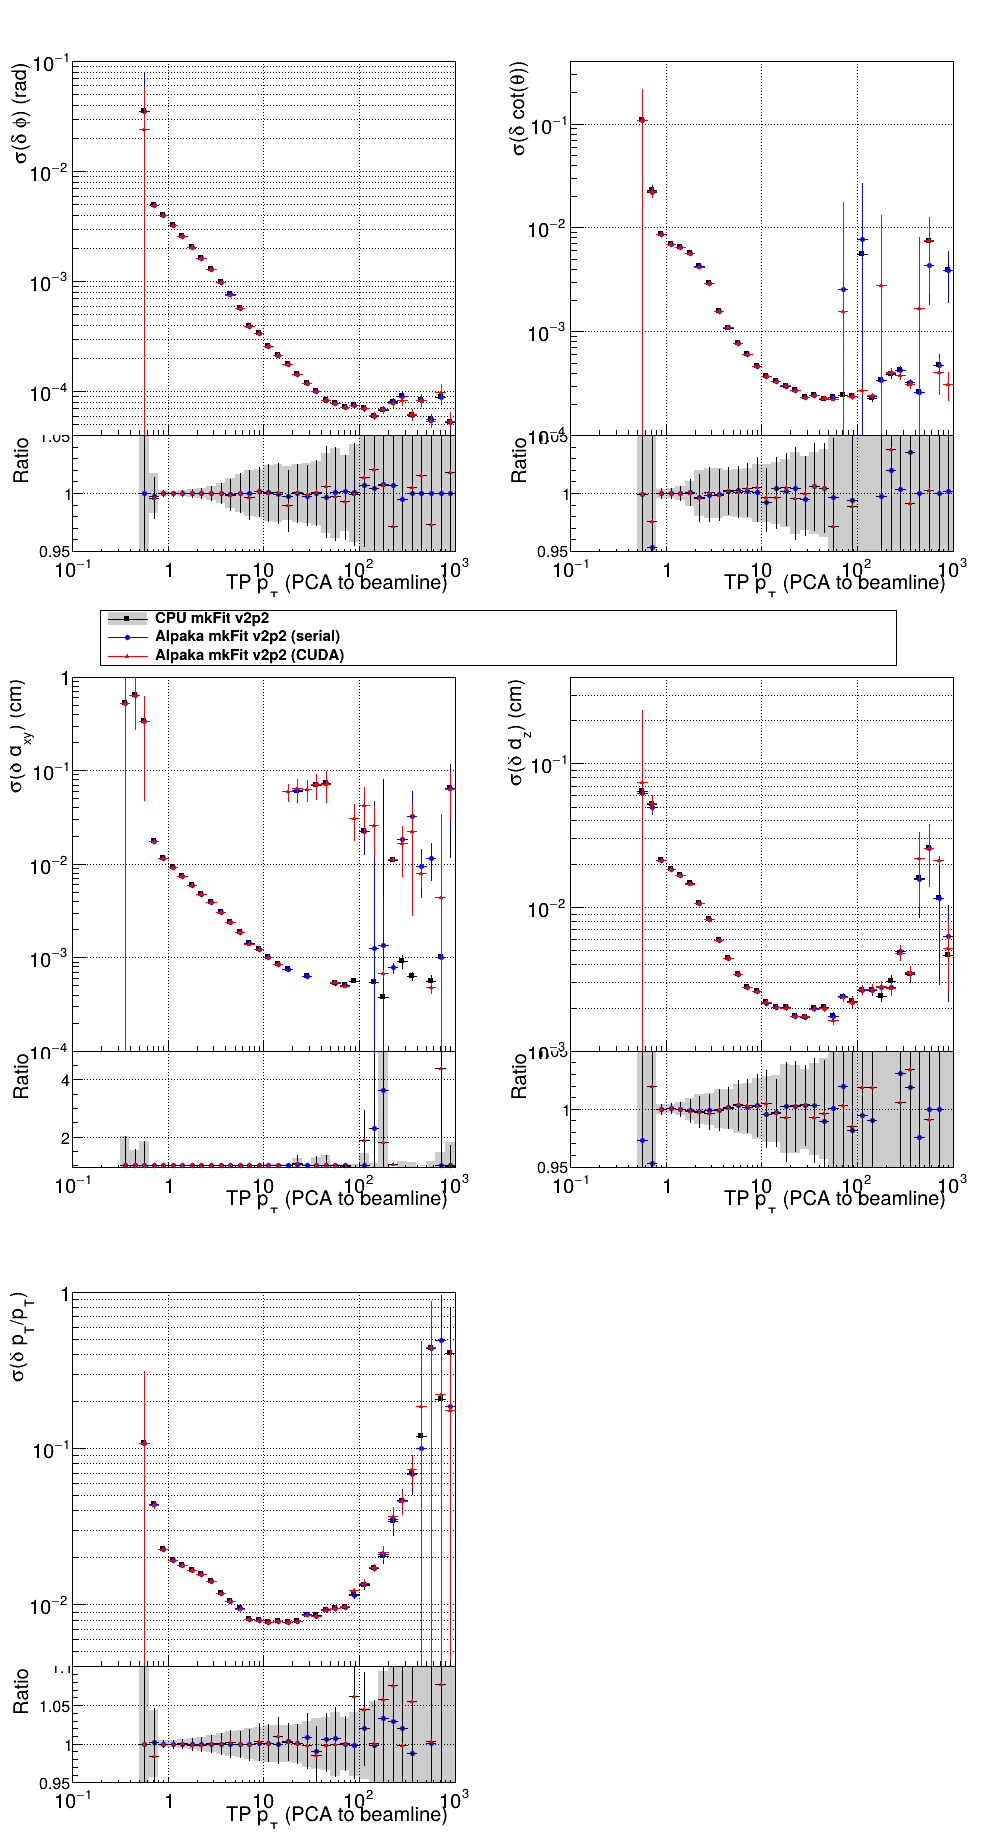 σ(δ φ) (rad)
10⁻¹
10⁻²
10⁻³
10⁻⁴
Ratio
1.05
1
0.95
10⁻¹ 1 10 10² 10³
TP p_T (PCA to beamline)
σ(δ cot(θ))
10⁻¹
10⁻²
10⁻³
10⁻⁴
Ratio
1
0.95
10⁻¹ 1 10 10² 10³
TP p_T (PCA to beamline)
CPU mkFit v2p2
Alpaka mkFit v2p2 (serial)
Alpaka mkFit v2p2 (CUDA)
σ(δ d_xy) (cm)
1
10⁻¹
10⁻²
10⁻³
10⁻⁴
Ratio
4
2
10⁻¹ 1 10 10² 10³
TP p_T (PCA to beamline)
σ(δ d_z) (cm)
10⁻¹
10⁻²
Ratio
1
0.95
10⁻¹ 1 10 10² 10³
TP p_T (PCA to beamline)
σ(δ p_T/p_T)
1
10⁻¹
10⁻²
Ratio
1.1
1.05
1
0.95
10⁻¹ 1 10 10² 10³
TP p_T (PCA to beamline)